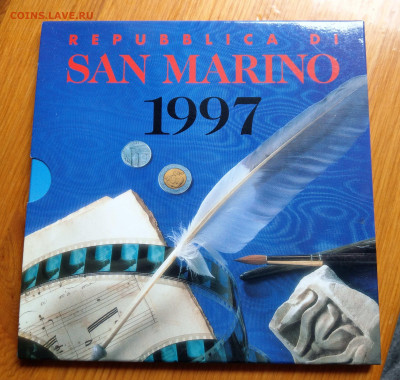 COINS.LAVE.RU
REPUBBLICA DI
SAN MARINO
1997